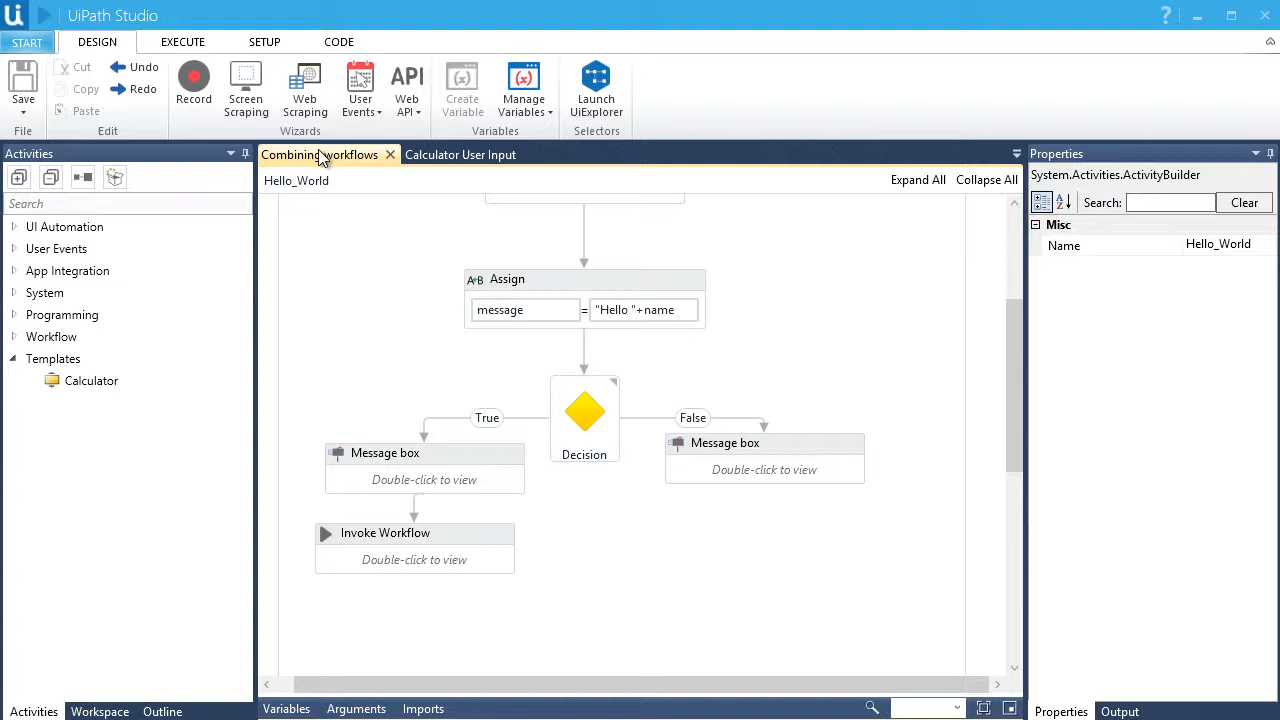 UiPath Studio
START DESIGN EXECUTE SETUP CODE
Save
File
Cut
Copy
Paste
Undo
Redo
Edit
Record
Screen Scraping
Web Scraping
User Events
API
Web API
Wizards
Create Variable
Manage Variables
Variables
Launch UiExplorer
Selectors
Activities
Search
UI Automation
User Events
App Integration
System
Programming
Workflow
Templates
Calculator
Activities Workspace Outline
Combining workflows Calculator User Input
Hello_World Expand All Collapse All
A+B Assign
message = "Hello "+name
True
False
Decision
Message box
Double-click to view
Message box
Double-click to view
Invoke Workflow
Double-click to view
Variables Arguments Imports
Properties
System.Activities.ActivityBuilder
Search: Clear
Misc
Name Hello_World
Properties Output